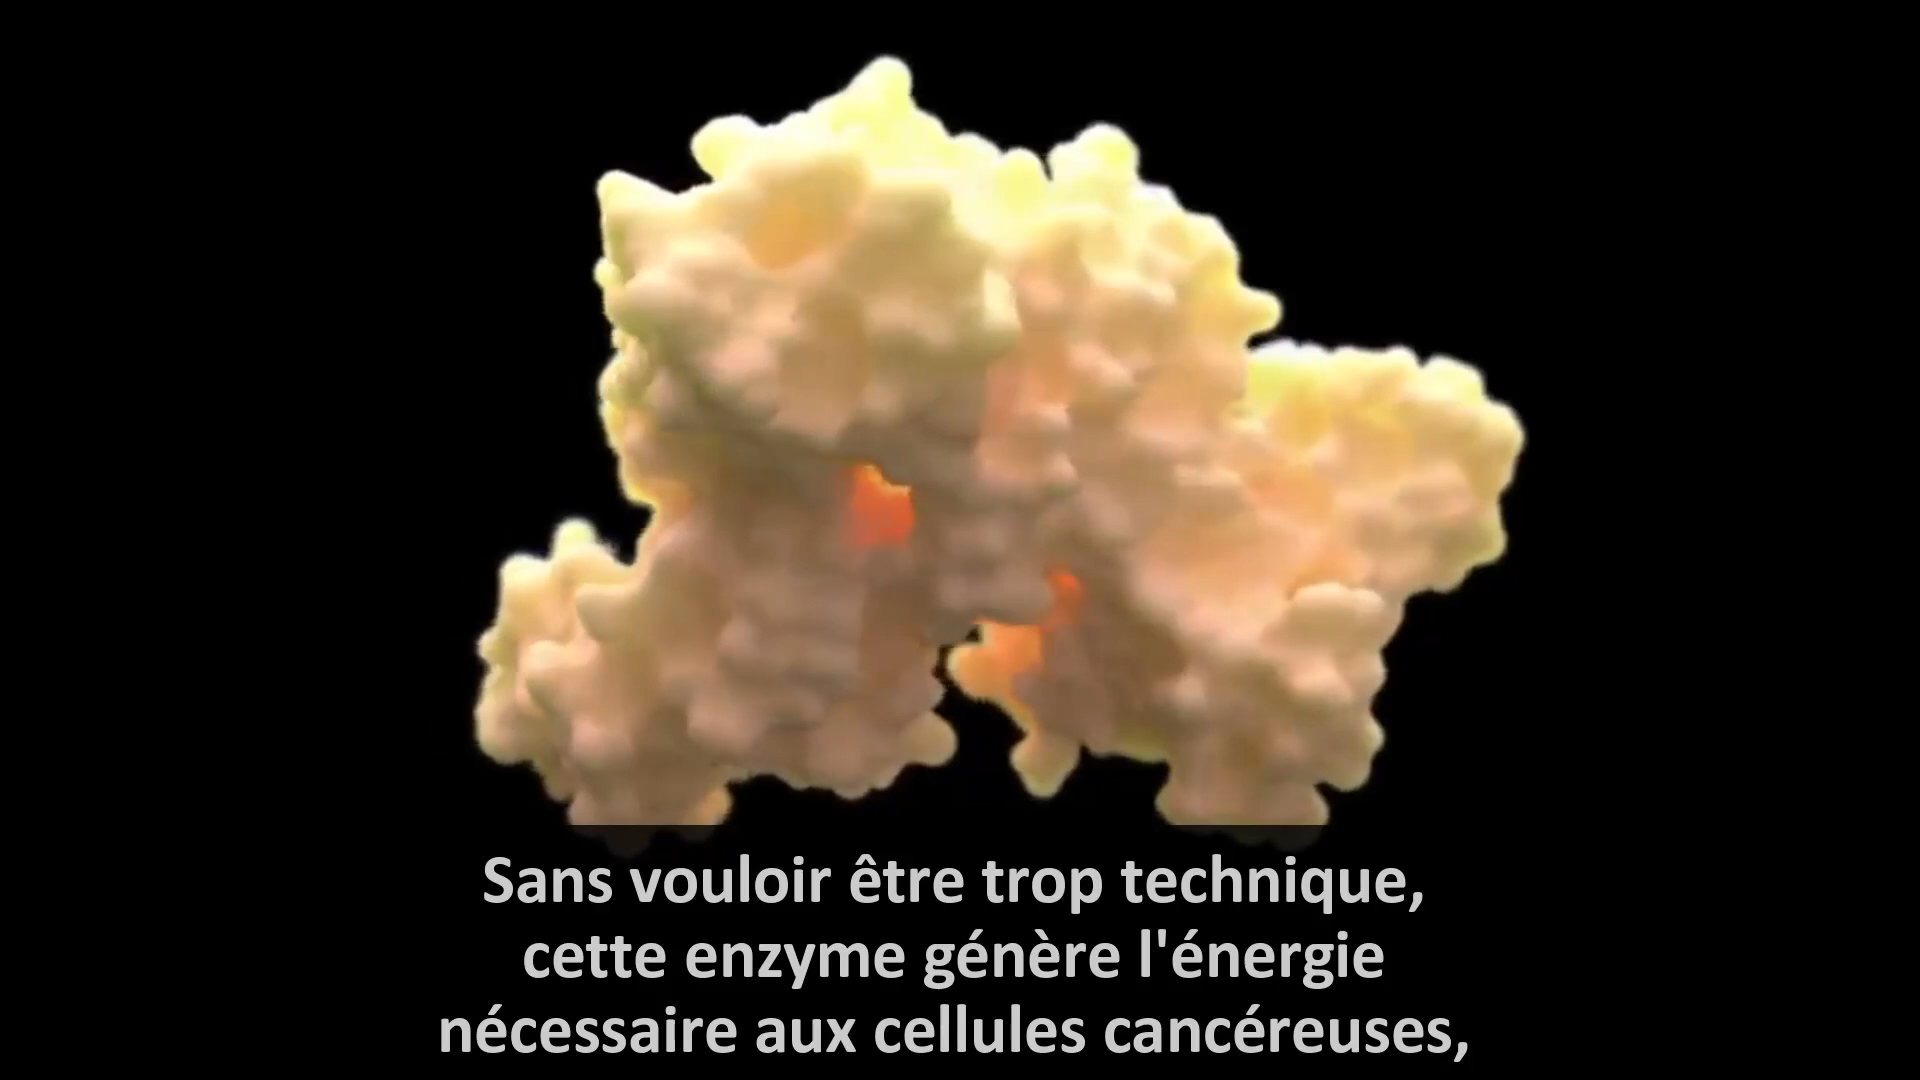 Sans vouloir être trop technique,
cette enzyme génère l'énergie
nécessaire aux cellules cancéreuses,